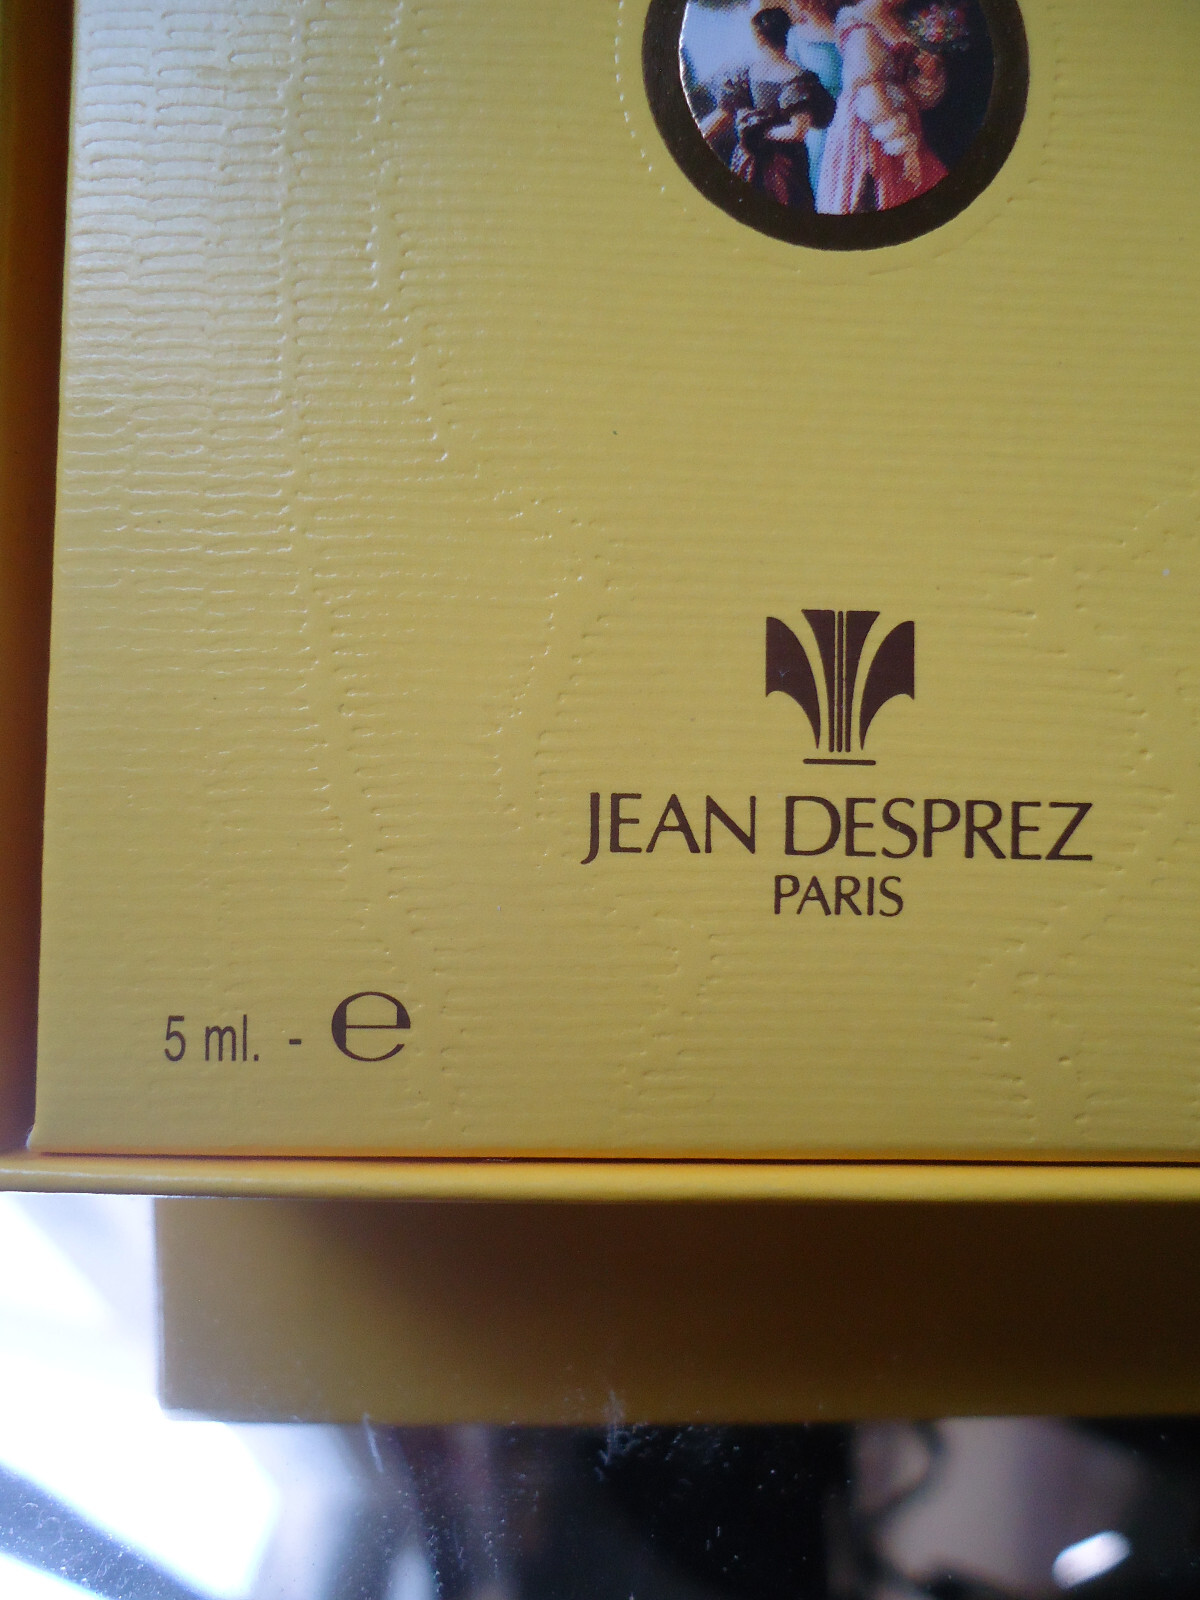 JEAN DESPREZ
PARIS
5 ml. - ℮